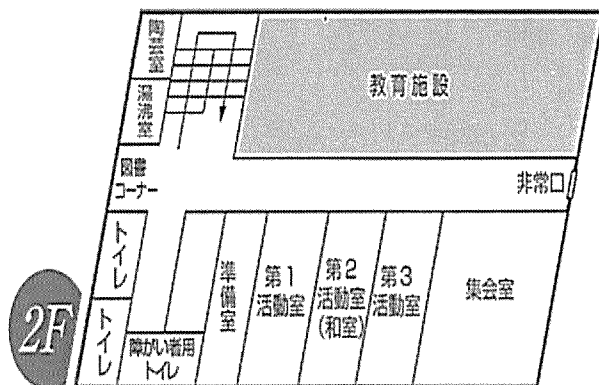 陶芸室
湯沸室
教育施設
図書
コーナー
非常口
トイレ
トイレ
障がい者用
トイレ
準備室
第1
活動室
第2
活動室
(和室)
第3
活動室
集会室
2F